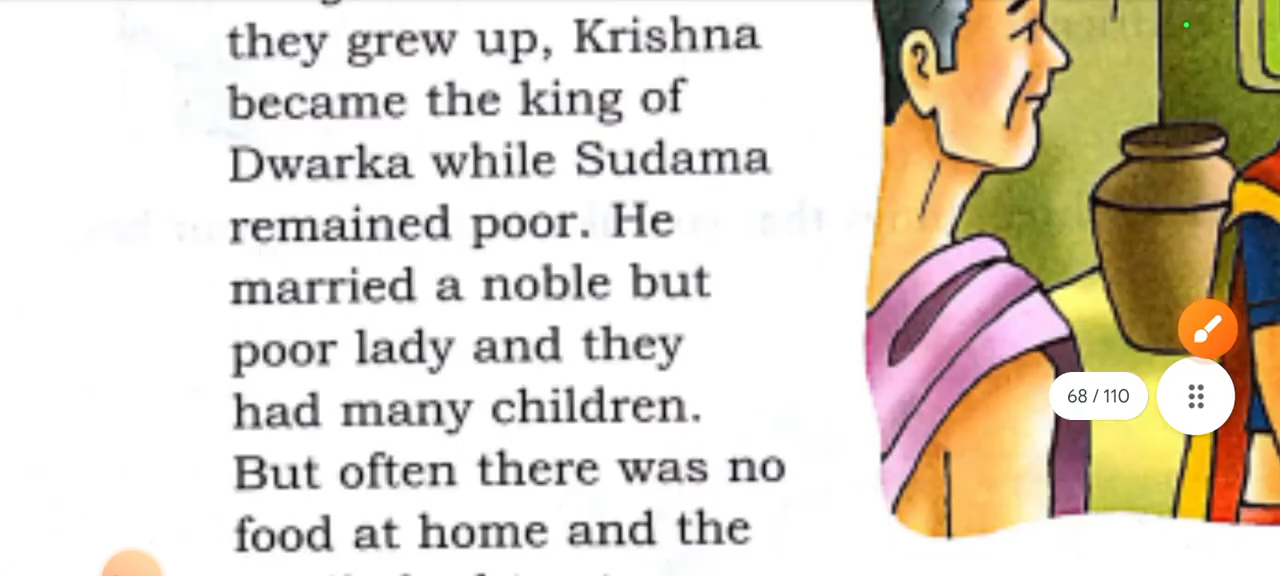 they grew up, Krishna
became the king of
Dwarka while Sudama
remained poor. He
married a noble but
poor lady and they
had many children.
But often there was no
food at home and the
68 / 110